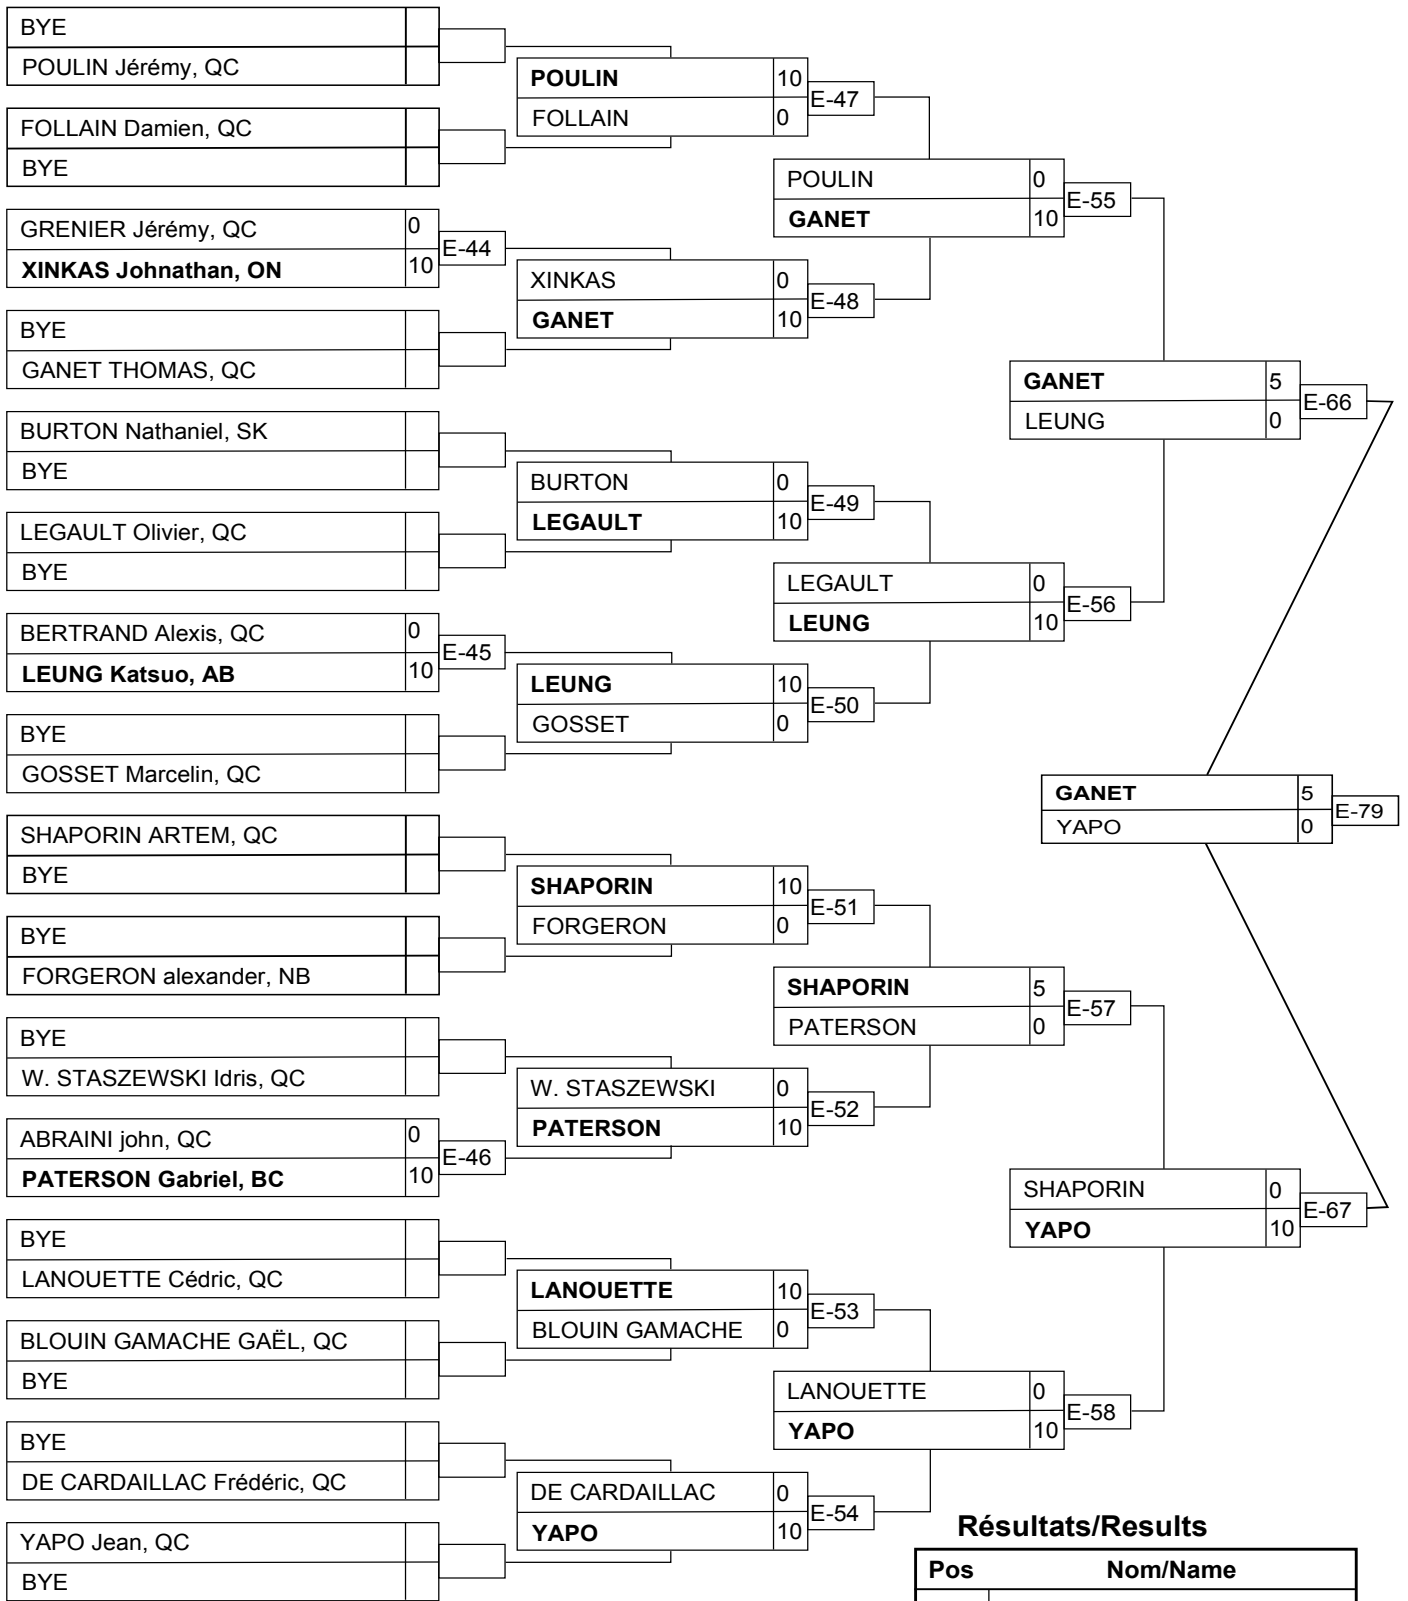 BYE
POULIN Jérémy, QC
FOLLAIN Damien, QC
BYE
GRENIER Jérémy, QC 0
XINKAS Johnathan, ON 10
E-44
BYE
GANET THOMAS, QC
BURTON Nathaniel, SK
BYE
LEGAULT Olivier, QC
BYE
BERTRAND Alexis, QC 0
LEUNG Katsuo, AB 10
E-45
BYE
GOSSET Marcelin, QC
SHAPORIN ARTEM, QC
BYE
BYE
FORGERON alexander, NB
BYE
W. STASZEWSKI Idris, QC
ABRAINI john, QC 0
PATERSON Gabriel, BC 10
E-46
BYE
LANOUETTE Cédric, QC
BLOUIN GAMACHE GAËL, QC
BYE
BYE
DE CARDAILLAC Frédéric, QC
YAPO Jean, QC
BYE
POULIN 10
FOLLAIN 0
E-47
XINKAS 0
GANET 10
E-48
BURTON 0
LEGAULT 10
E-49
LEUNG 10
GOSSET 0
E-50
SHAPORIN 10
FORGERON 0
E-51
W. STASZEWSKI 0
PATERSON 10
E-52
LANOUETTE 10
BLOUIN GAMACHE 0
E-53
DE CARDAILLAC 0
YAPO 10
E-54
POULIN 0
GANET 10
E-55
LEGAULT 0
LEUNG 10
E-56
SHAPORIN 5
PATERSON 0
E-57
LANOUETTE 0
YAPO 10
E-58
GANET 5
LEUNG 0
E-66
SHAPORIN 0
YAPO 10
E-67
GANET 5
YAPO 0
E-79
Résultats/Results
Pos Nom/Name